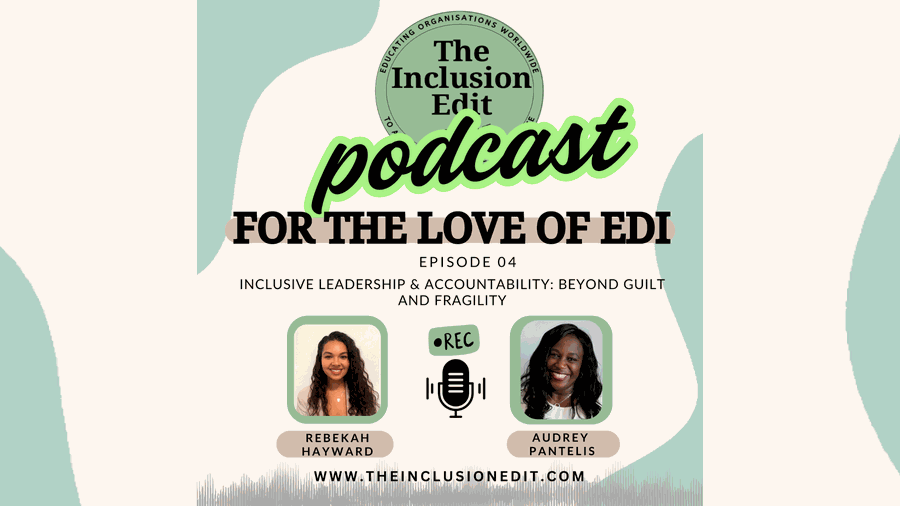 EDUCATING ORGANISATIONS WORLDWIDE
The
Inclusion
Edit
TO
podcast
FOR THE LOVE OF EDI
EPISODE 04
INCLUSIVE LEADERSHIP & ACCOUNTABILITY: BEYOND GUILT
AND FRAGILITY
REC
REBEKAH
HAYWARD
AUDREY
PANTELIS
WWW.THEINCLUSIONEDIT.COM